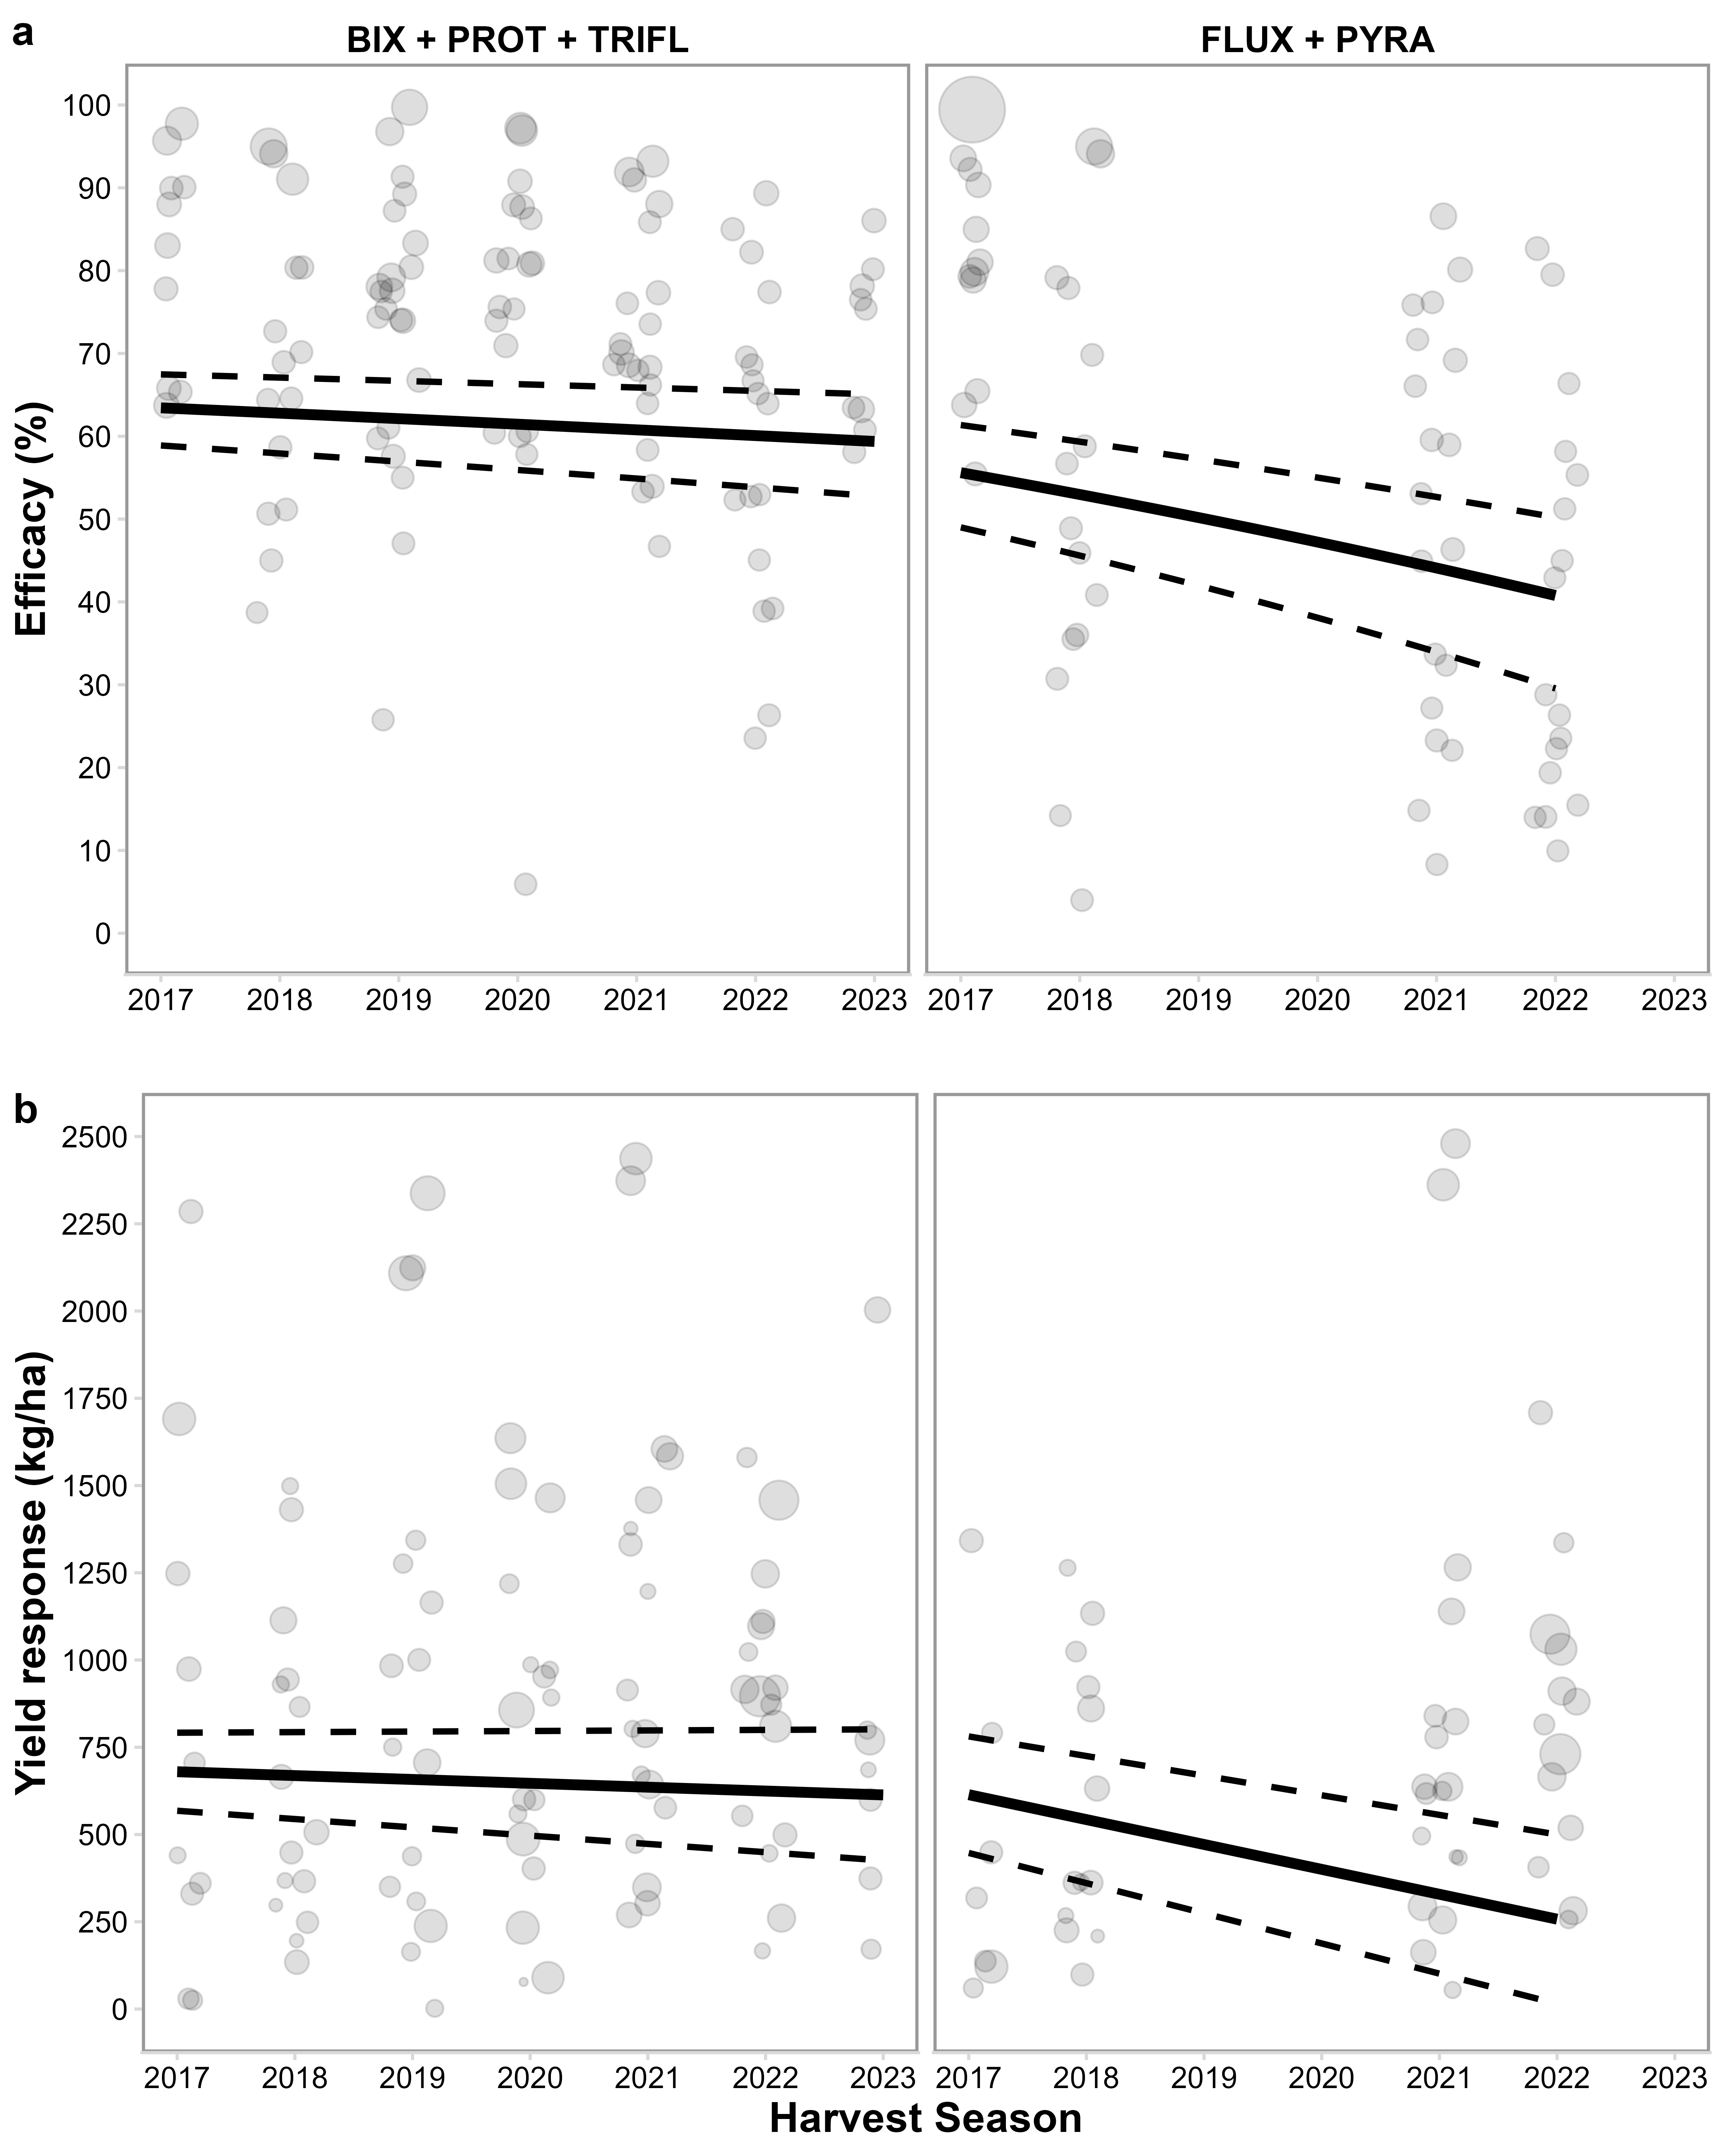 a
BIX + PROT + TRIFL
FLUX + PYRA
Efficacy (%)
100
90
80
70
60
50
40
30
20
10
0
2017 2018 2019 2020 2021 2022 2023
2017 2018 2019 2020 2021 2022 2023
b
Yield response (kg/ha)
2500
2250
2000
1750
1500
1250
1000
750
500
250
0
2017 2018 2019 2020 2021 2022 2023
2017 2018 2019 2020 2021 2022 2023
Harvest Season